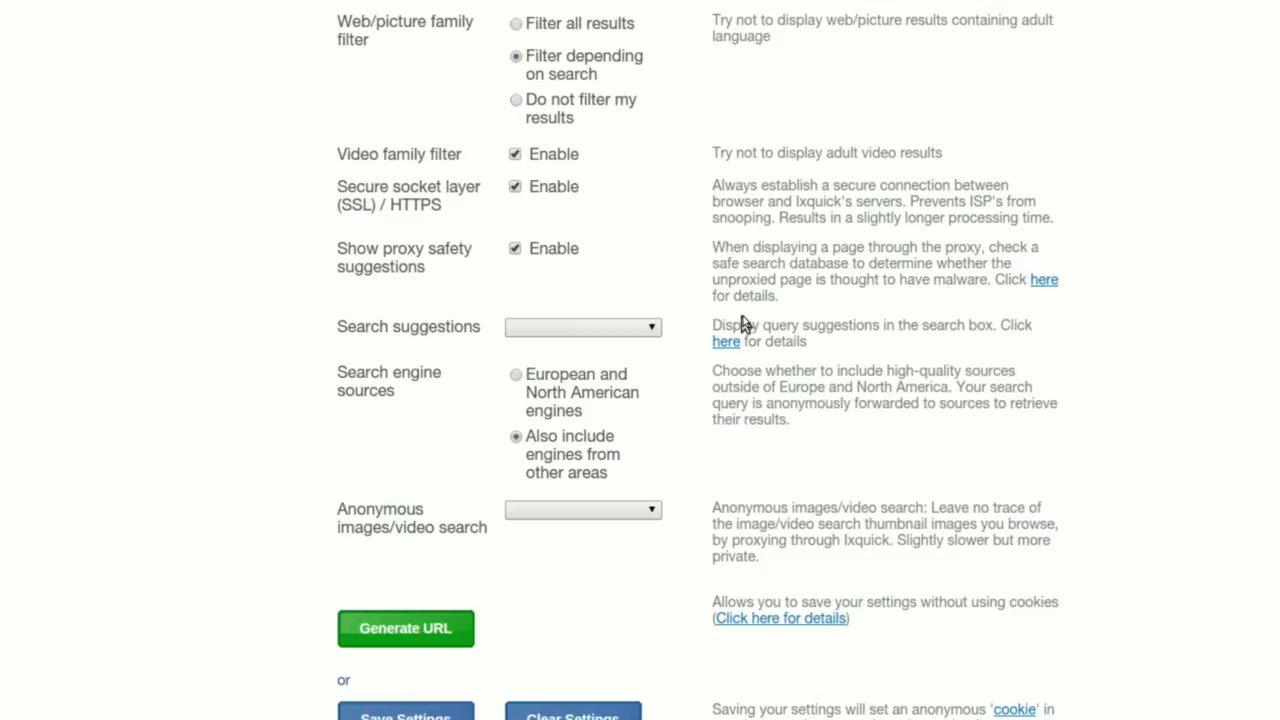 Web/picture family
filter
Filter all results
Filter depending
on search
Do not filter my
results
Try not to display web/picture results containing adult
language
Video family filter
Enable
Try not to display adult video results
Secure socket layer
(SSL) / HTTPS
Enable
Always establish a secure connection between
browser and Ixquick's servers. Prevents ISP's from
snooping. Results in a slightly longer processing time.
Show proxy safety
suggestions
Enable
When displaying a page through the proxy, check a
safe search database to determine whether the
unproxied page is thought to have malware. Click here
for details.
Search suggestions
Display query suggestions in the search box. Click
here for details
Search engine
sources
European and
North American
engines
Also include
engines from
other areas
Choose whether to include high-quality sources
outside of Europe and North America. Your search
query is anonymously forwarded to sources to retrieve
their results.
Anonymous
images/video search
Anonymous images/video search: Leave no trace of
the image/video search thumbnail images you browse,
by proxying through Ixquick. Slightly slower but more
private.
Generate URL
Allows you to save your settings without using cookies
(Click here for details)
or
Save Settings
Clear Settings
Saving your settings will set an anonymous 'cookie' in